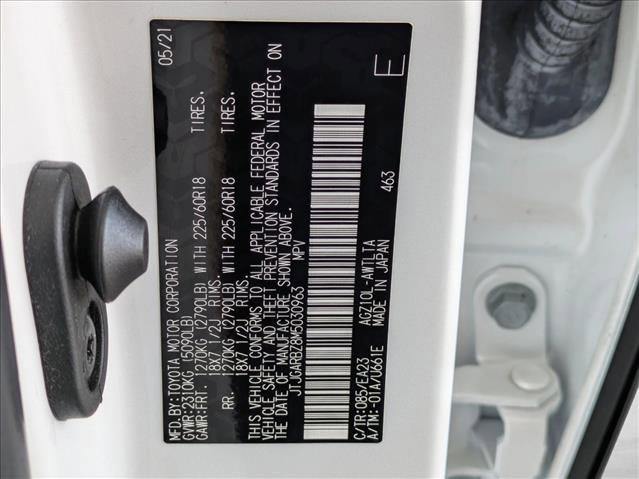 MFD.BY:TOYOTA MOTOR CORPORATION 05/21
GVWR:2310KG (5090LB)
GAWR:FRT. 1270KG (2790LB) WITH 225/60R18 TIRES.
18X7 1/2J RIMS.
RR. 1270KG (2790LB) WITH 225/60R18 TIRES.
18X7 1/2J RIMS.
THIS VEHICLE CONFORMS TO ALL APPLICABLE FEDERAL MOTOR
VEHICLE SAFETY AND THEFT PREVENTION STANDARDS IN EFFECT ON
THE DATE OF MANUFACTURE SHOWN ABOVE.
JTJJARBZ8M5030963 MPV
C/TR:085/EA23 AGZ10L-AWTLTA 463
A/TM:-01A/U661E MADE IN JAPAN
E